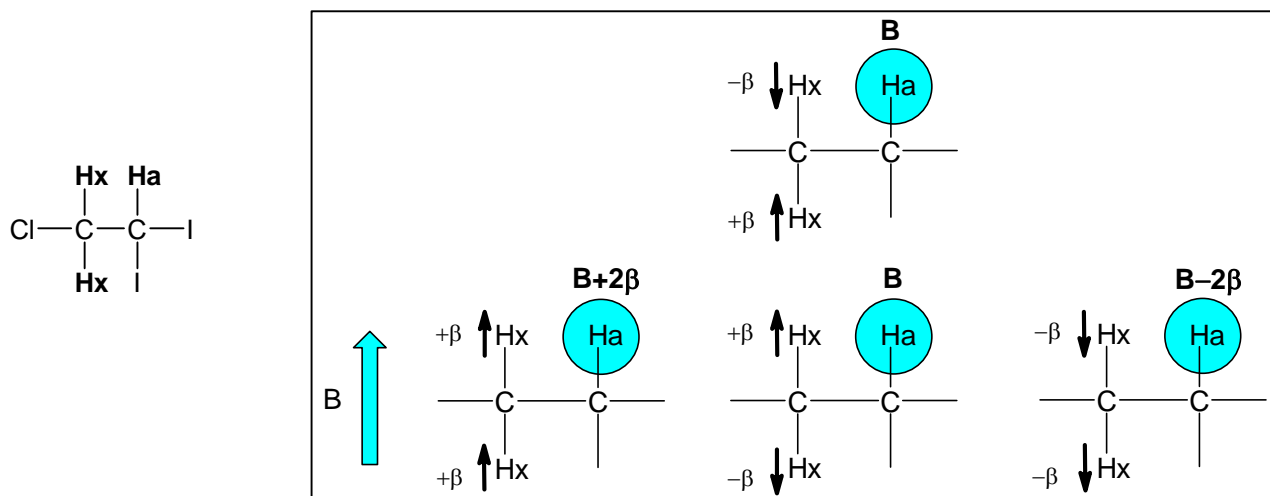 Hx Ha
Cl C C I
Hx I
B
−β Hx Ha
C C
+β Hx
B+2β B B−2β
+β Hx Ha +β Hx Ha −β Hx Ha
B C C C C C C
+β Hx −β Hx −β Hx